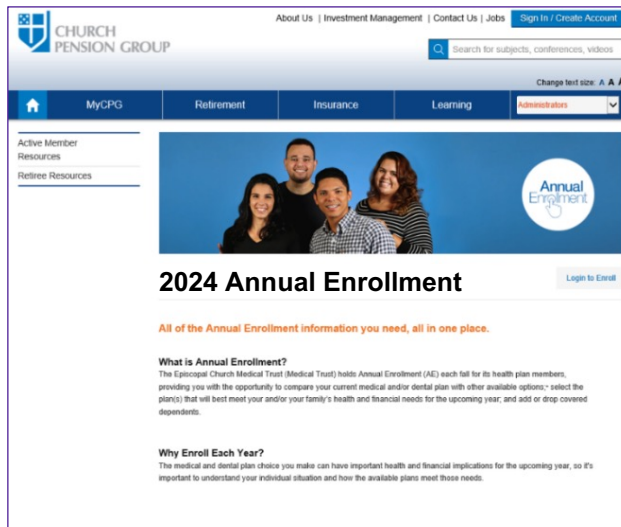 CHURCH
PENSION GROUP
About Us | Investment Management | Contact Us | Jobs
Sign In / Create Account
Search for subjects, conferences, videos
Change text size: A A A
MyCPG
Retirement
Insurance
Learning
Administrators
Active Member
Resources
Retiree Resources
Annual
Enrollment
2024 Annual Enrollment
Login to Enroll
All of the Annual Enrollment information you need, all in one place.
What is Annual Enrollment?
The Episcopal Church Medical Trust (Medical Trust) holds Annual Enrollment (AE) each fall for its health plan members,
providing you with the opportunity to compare your current medical and/or dental plan with other available options;* select the
plan(s) that will best meet your and/or your family's health and financial needs for the upcoming year; and add or drop covered
dependents.
Why Enroll Each Year?
The medical and dental plan choice you make can have important health and financial implications for the upcoming year, so it's
important to understand your individual situation and how the available plans meet those needs.